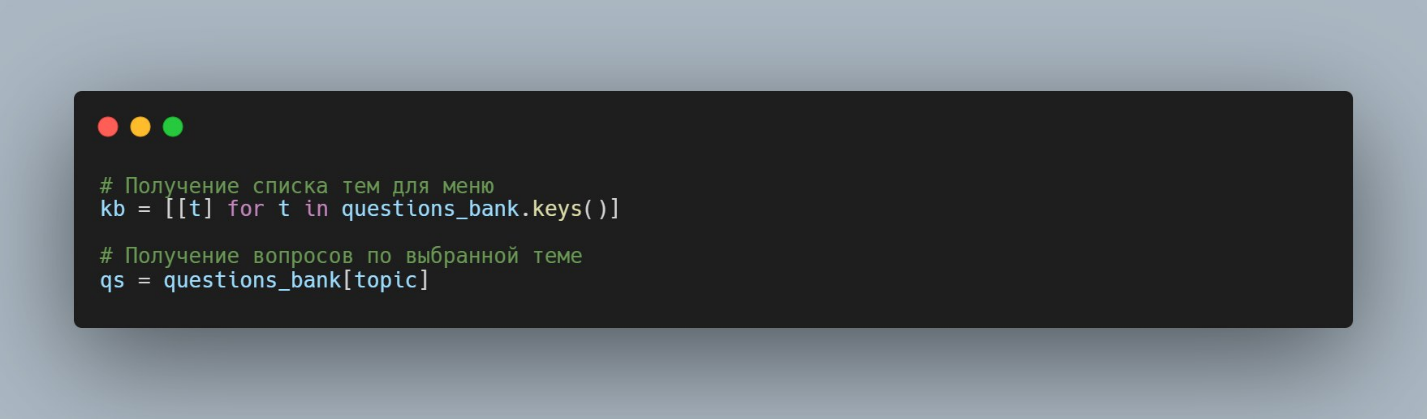 # Получение списка тем для меню
kb = [[t] for t in questions_bank.keys()]
# Получение вопросов по выбранной теме
qs = questions_bank[topic]